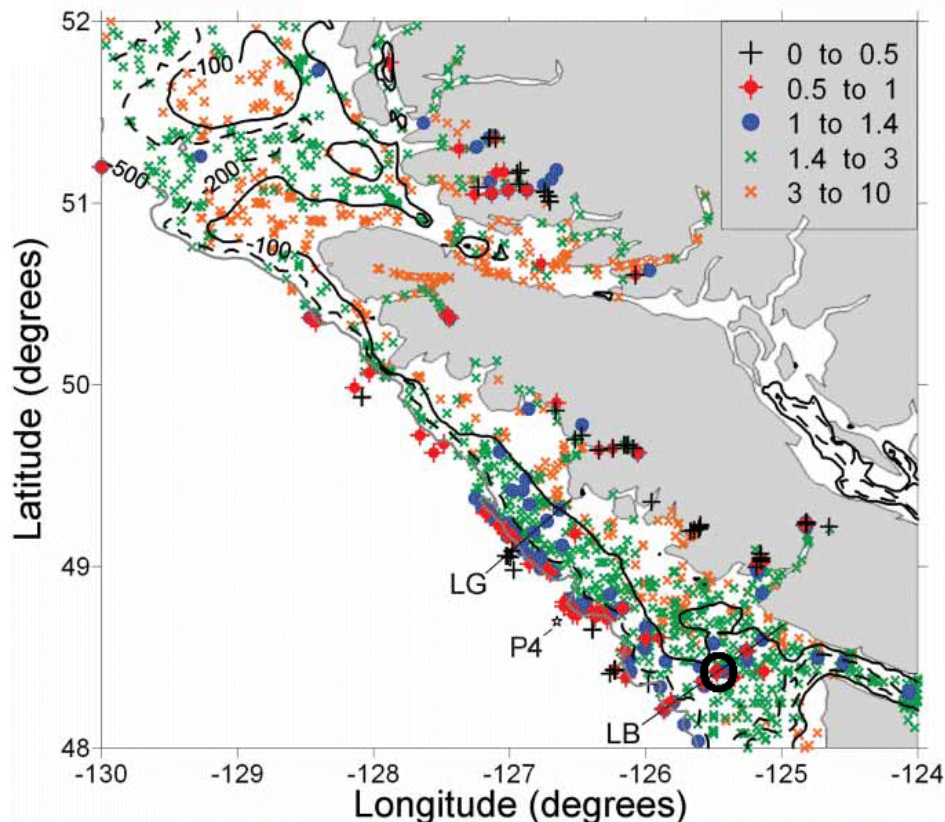 52
51
50
49
48
Latitude (degrees)
-130
-129
-128
-127
-126
-125
-124
Longitude (degrees)
0 to 0.5
0.5 to 1
1 to 1.4
1.4 to 3
3 to 10
-100
-500
-200
-100
LG
P4
LB
O